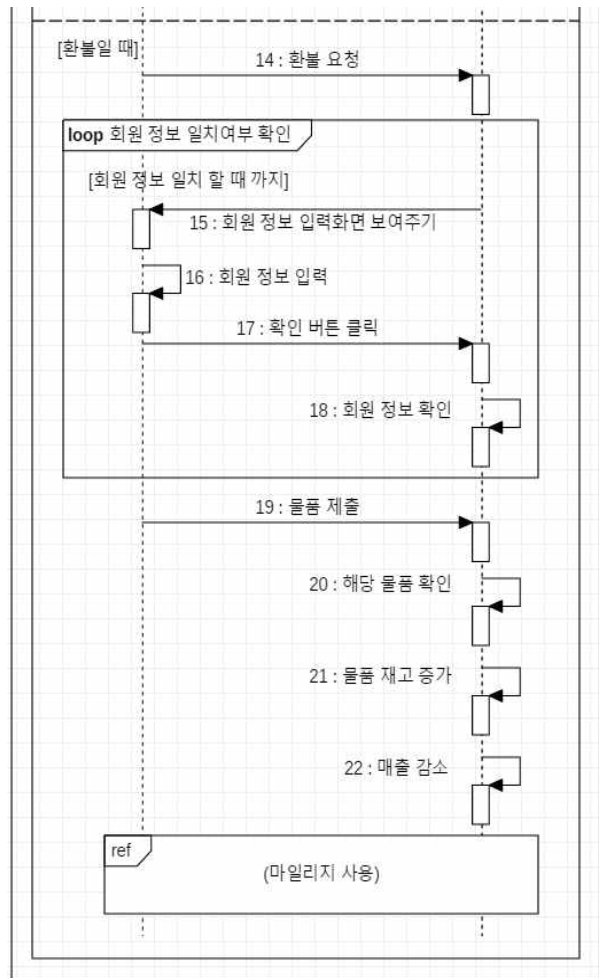 [환불일 때]
14 : 환불 요청
loop 회원 정보 일치여부 확인
[회원 정보 일치 할 때 까지]
15 : 회원 정보 입력화면 보여주기
16 : 회원 정보 입력
17 : 확인 버튼 클릭
18 : 회원 정보 확인
19 : 물품 제출
20 : 해당 물품 확인
21 : 물품 재고 증가
22 : 매출 감소
ref
(마일리지 사용)